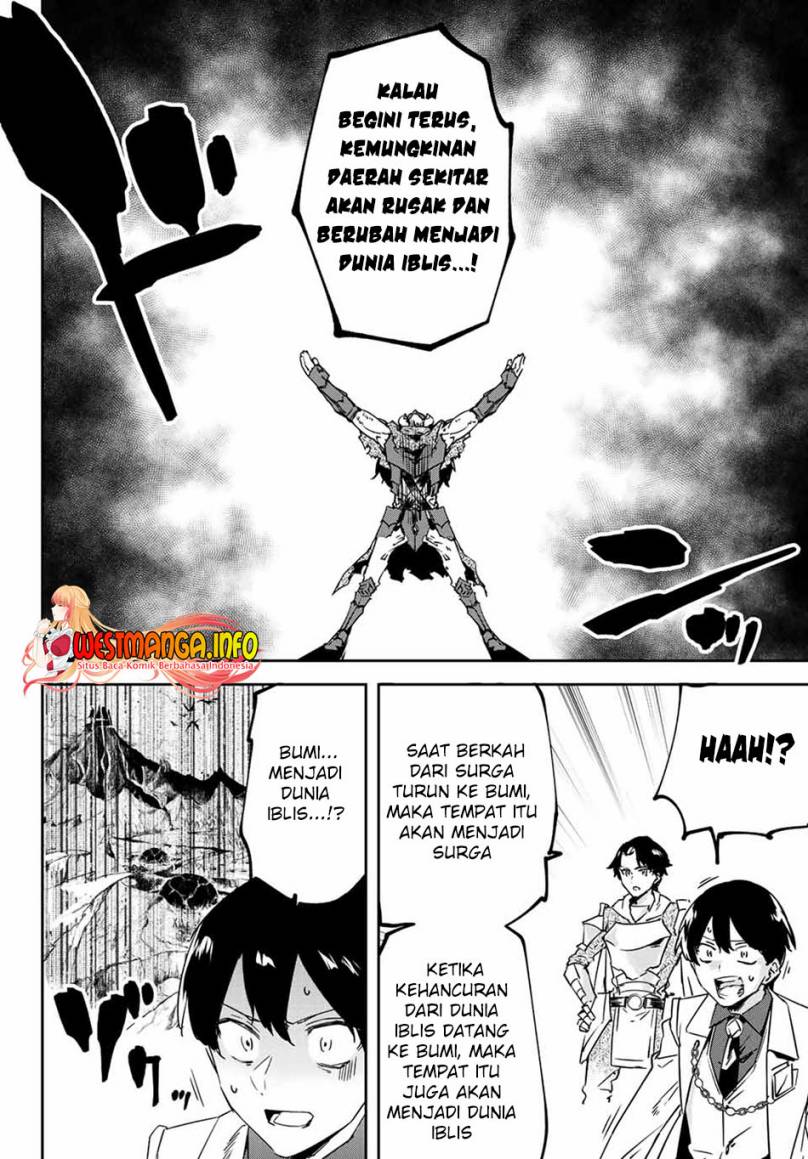 KALAU
BEGINI TERUS,
KEMUNGKINAN
DAERAH SEKITAR
AKAN RUSAK DAN
BERUBAH MENJADI
DUNIA IBLIS...!
ド
WESTMANGA.INFO
Situs Baca Komik Berbahasa Indonesia
HAAH!?
SAAT BERKAH
DARI SURGA
TURUN KE BUMI,
MAKA TEMPAT ITU
AKAN MENJADI
SURGA
KETIKA
KEHANCURAN
DARI DUNIA
IBLIS DATANG
KE BUMI, MAKA
TEMPAT ITU
JUGA AKAN
MENJADI DUNIA
IBLIS
BUMI...
MENJADI
DUNIA
IBLIS...!?